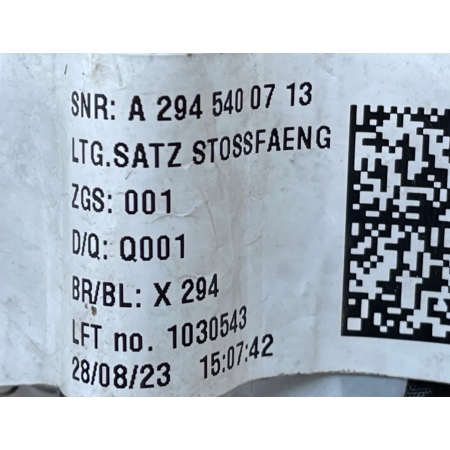 SNR: A 294 540 07 13
LTG.SATZ STOSSFAENG
ZGS: 001
D/Q: Q001
BR/BL: X 294
LFT no. 1030543
28/08/23 15:07:42